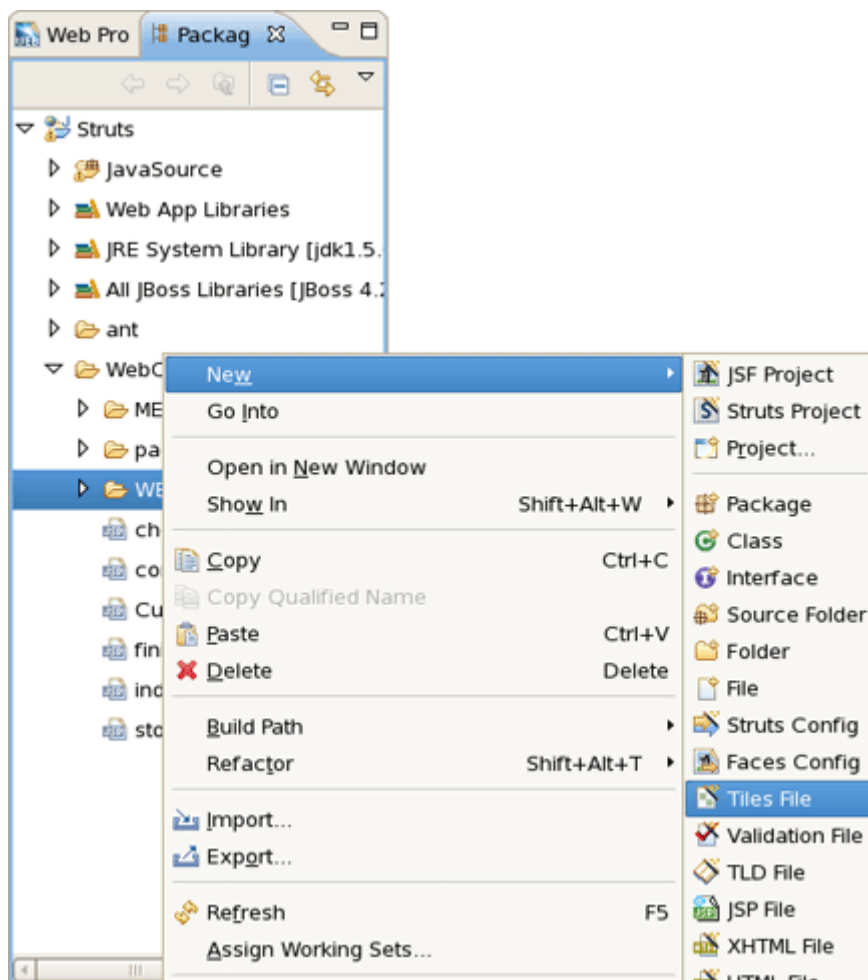 Web Pro Packag
Struts
JavaSource
Web App Libraries
JRE System Library [jdk1.5.
All JBoss Libraries [JBoss 4.2
ant
WebC
ME
pa
WE
ch
co
Cu
fin
ind
sto
New
Go Into
Open in New Window
Show In Shift+Alt+W
Copy Ctrl+C
Copy Qualified Name
Paste Ctrl+V
Delete Delete
Build Path
Refactor Shift+Alt+T
Import...
Export...
Refresh F5
Assign Working Sets...
JSF Project
Struts Project
Project...
Package
Class
Interface
Source Folder
Folder
File
Struts Config
Faces Config
Tiles File
Validation File
TLD File
JSP File
XHTML File
HTML File